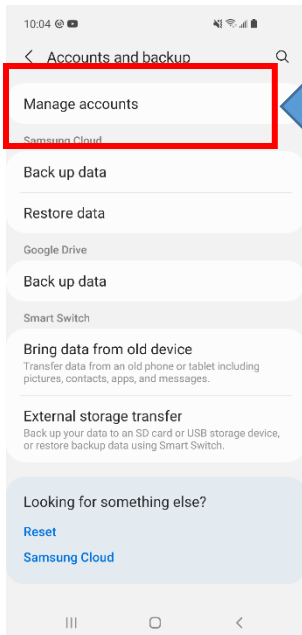 10:04
Accounts and backup
Manage accounts
Samsung Cloud
Back up data
Restore data
Google Drive
Back up data
Smart Switch
Bring data from old device
Transfer data from an old phone or tablet including
pictures, contacts, apps, and messages.
External storage transfer
Back up your data to an SD card or USB storage device,
or restore backup data using Smart Switch.
Looking for something else?
Reset
Samsung Cloud